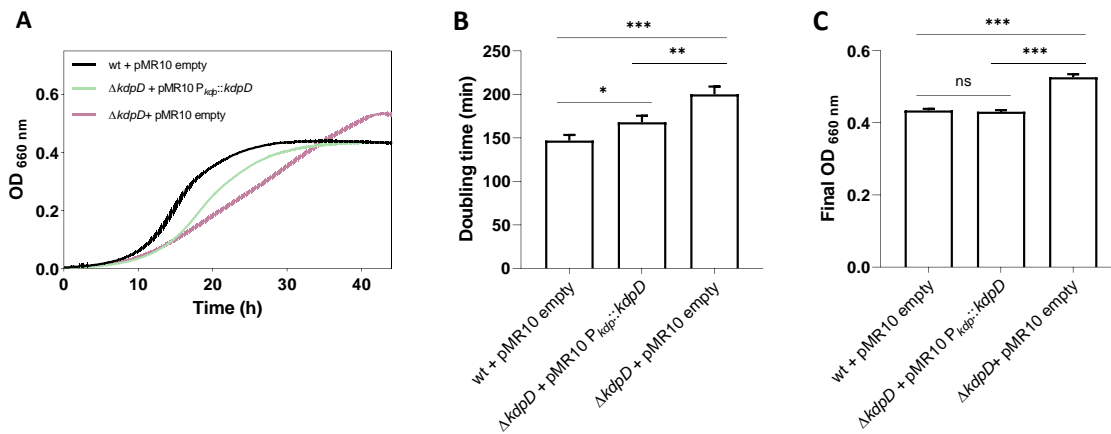 A
wt + pMR10 empty
ΔkdpD + pMR10 Pkdp::kdpD
ΔkdpD+ pMR10 empty
OD 660 nm
0.6
0.4
0.2
0.0
0
10
20
30
40
Time (h)
B
***
**
*
Doubling time (min)
250
200
150
100
50
0
wt + pMR10 empty
ΔkdpD + pMR10 Pkdp::kdpD
ΔkdpD + pMR10 empty
C
***
***
ns
Final OD 660 nm
0.6
0.4
0.2
0.0
wt + pMR10 empty
ΔkdpD + pMR10 Pkdp::kdpD
ΔkdpD+ pMR10 empty